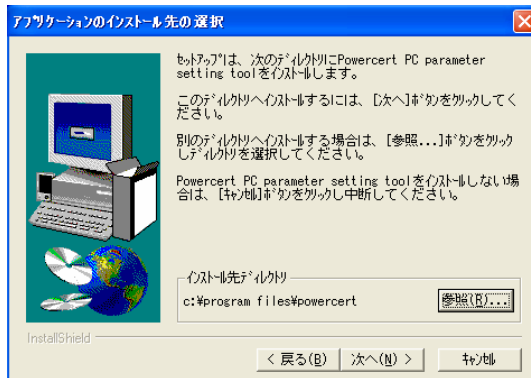 アプリケーションのインストール先の選択
ｾｯﾄｱｯﾌﾟは、次のﾃﾞｨﾚｸﾄﾘにPowercert PC parameter
setting toolをｲﾝｽﾄｰﾙします。
このﾃﾞｨﾚｸﾄﾘへｲﾝｽﾄｰﾙするには、[次へ]ﾎﾞﾀﾝをｸﾘｯｸしてく
ださい。
別のﾃﾞｨﾚｸﾄﾘへｲﾝｽﾄｰﾙする場合は、[参照...]ﾎﾞﾀﾝをｸﾘｯｸ
しﾃﾞｨﾚｸﾄﾘを選択してください。
Powercert PC parameter setting toolをｲﾝｽﾄｰﾙしない場
合は、[ｷｬﾝｾﾙ]ﾎﾞﾀﾝをｸﾘｯｸし中断してください。
ｲﾝｽﾄｰﾙ先ﾃﾞｨﾚｸﾄﾘ
c:¥program files¥powercert
参照(R)...
InstallShield
< 戻る(B)
次へ(N) >
ｷｬﾝｾﾙ